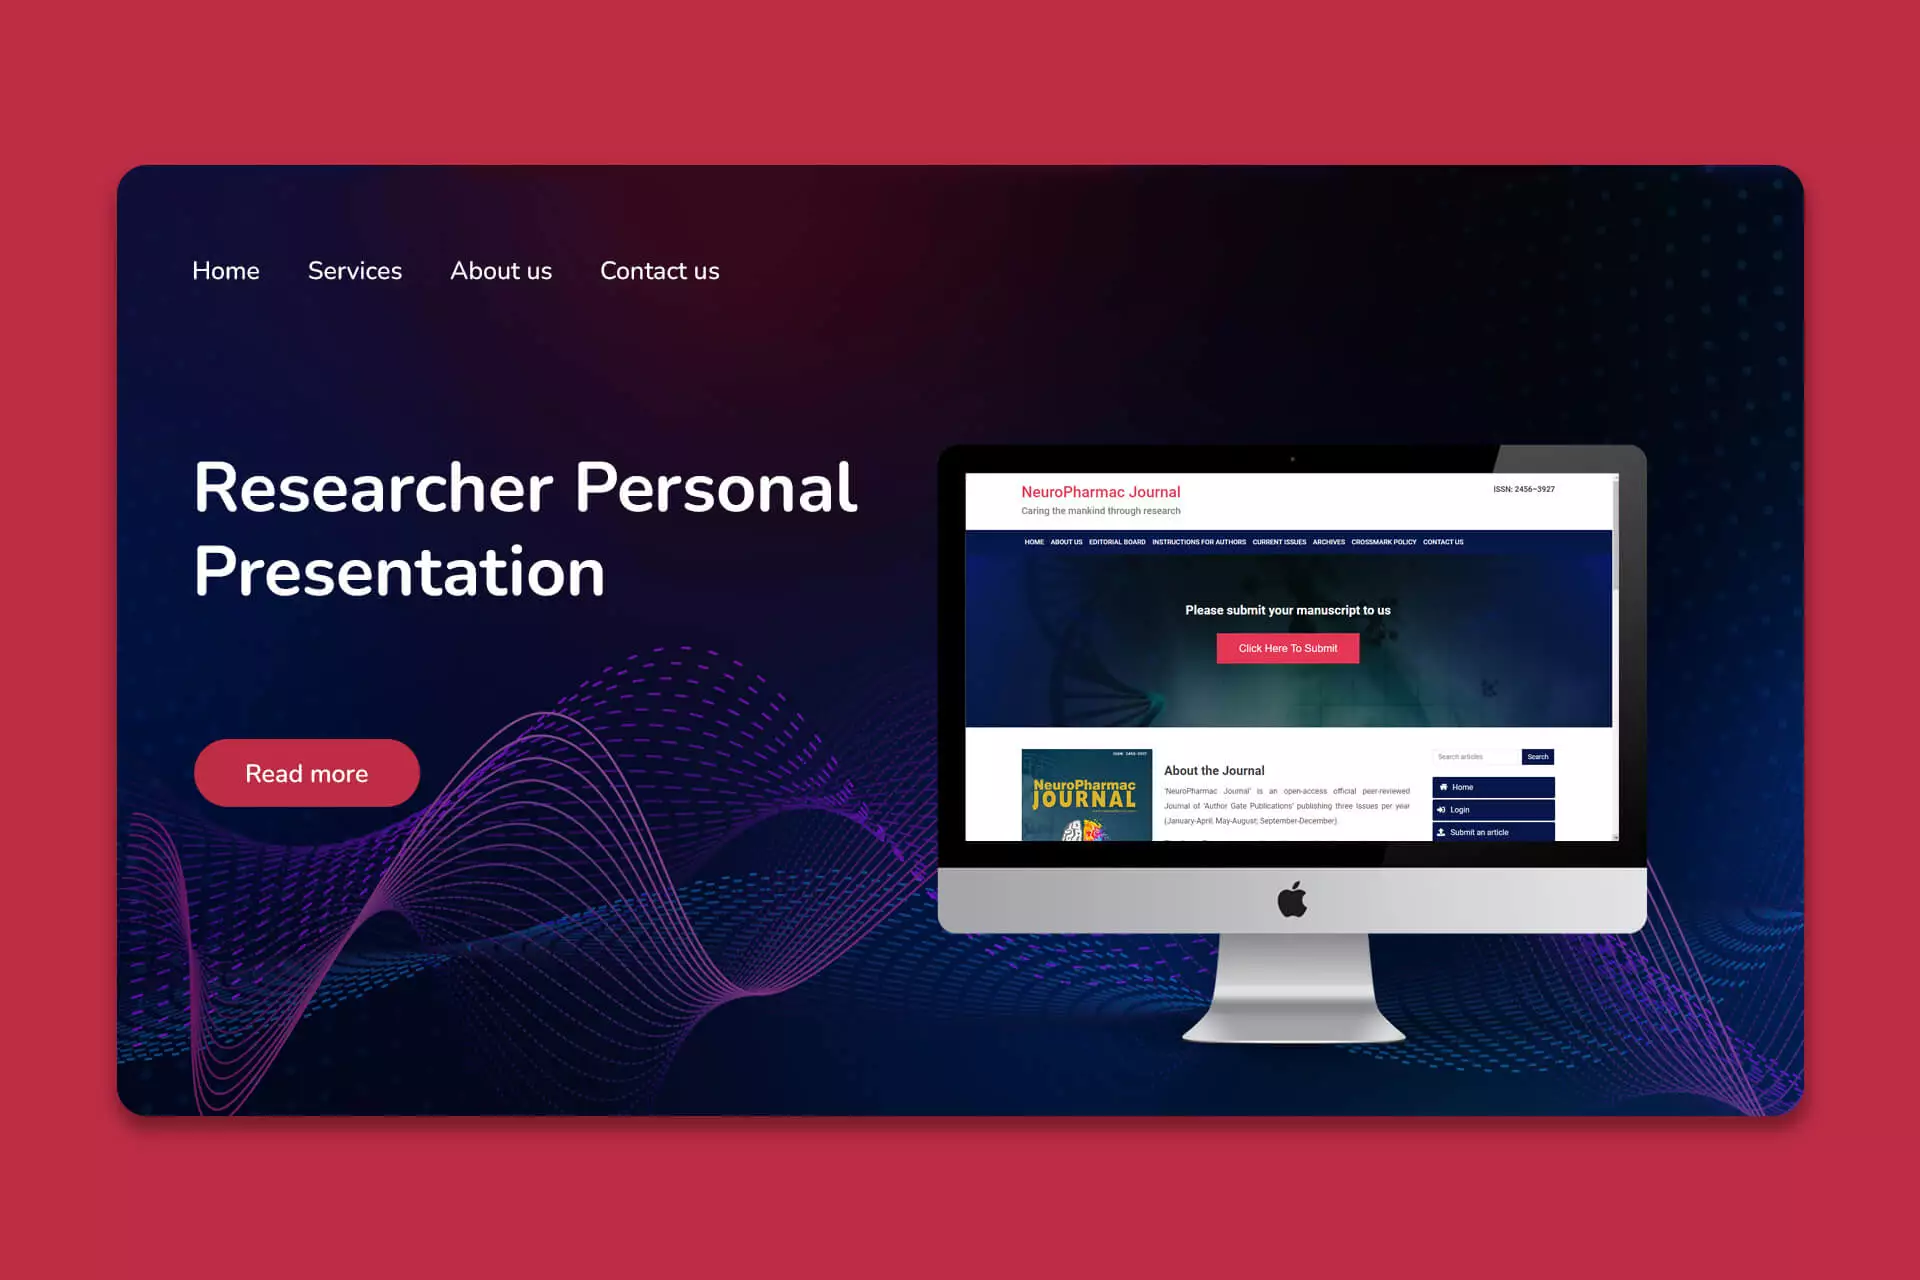 Home Services About us Contact us
Researcher Personal
Presentation
Read more
NeuroPharmac Journal
Caring the mankind through research
ISSN: 2456-3927
HOME ABOUT US EDITORIAL BOARD INSTRUCTIONS FOR AUTHORS CURRENT ISSUES ARCHIVES CROSSMARK POLICY CONTACT US
Please submit your manuscript to us
Click Here To Submit
ISSN: 2456-3927
NeuroPharmac
JOURNAL
About the Journal
'NeuroPharmac Journal' is an open-access official peer-reviewed
Journal of 'Author Gate Publications' publishing three issues per year
(January-April; May-August; September-December).
Search articles Search
Home
Login
Submit an article